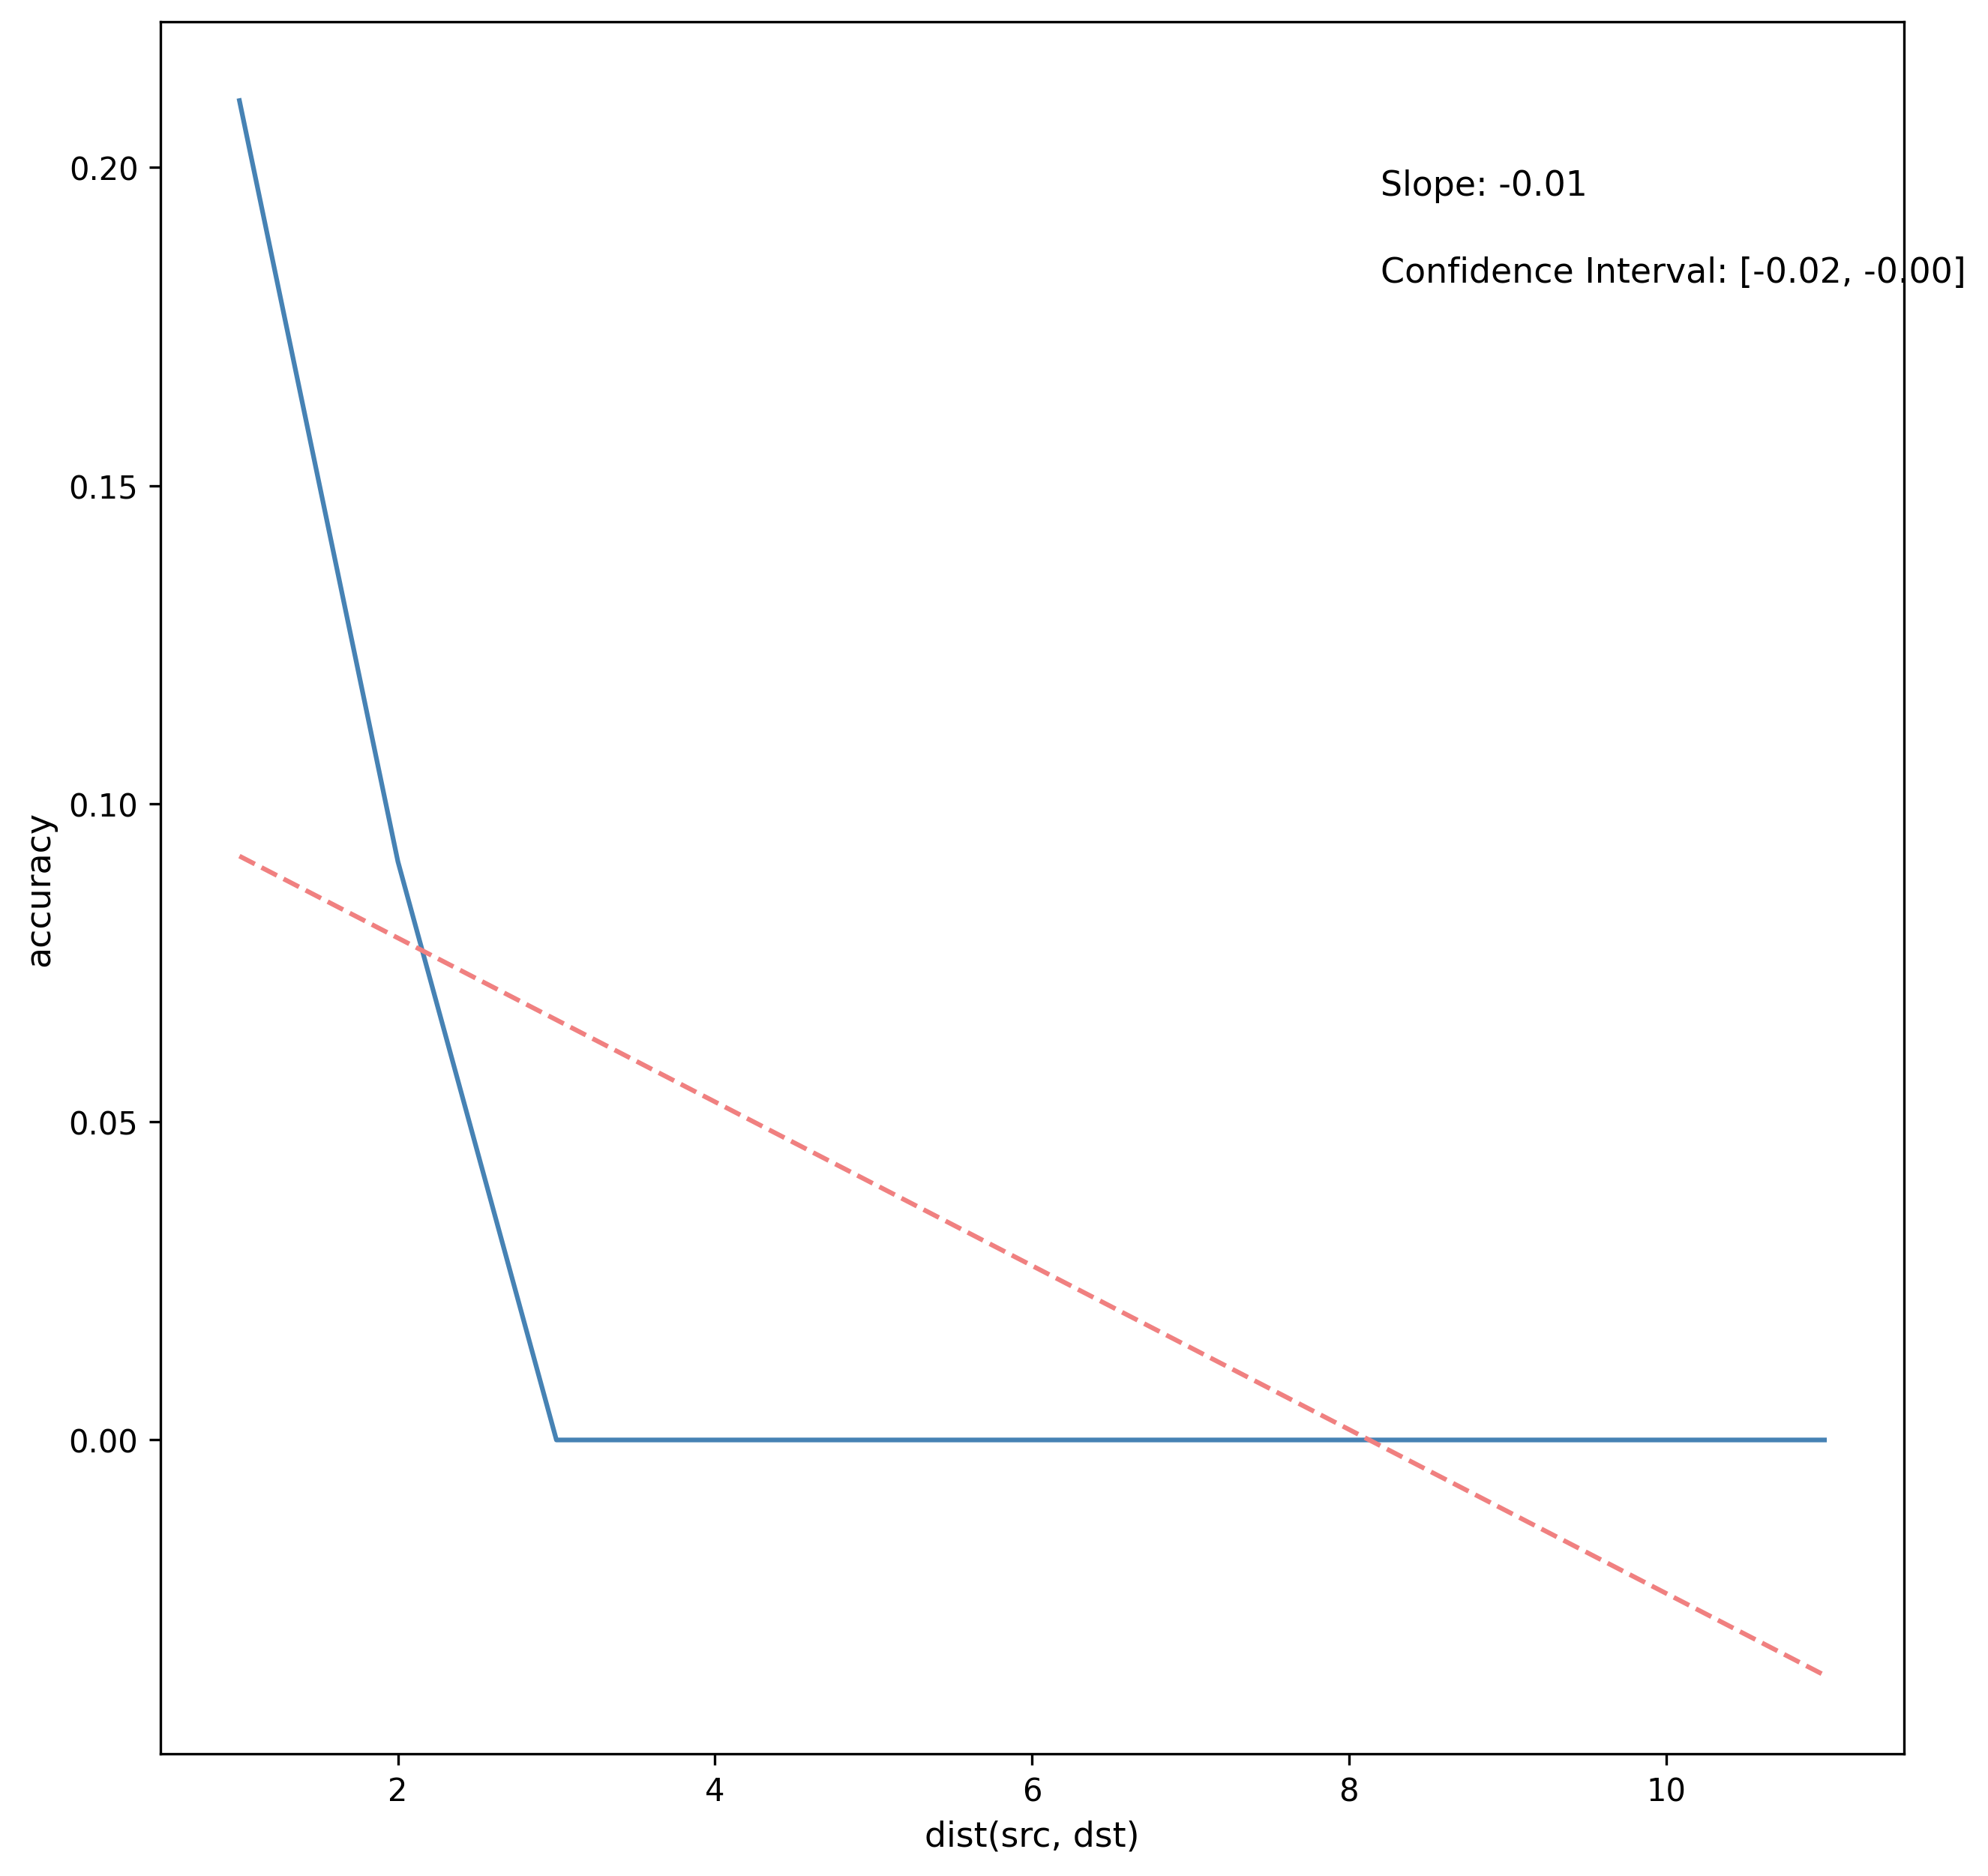 0.20
0.15
0.10
0.05
0.00
accuracy
Slope: -0.01
Confidence Interval: [-0.02, -0.00]
2 4 6 8 10
dist(src, dst)